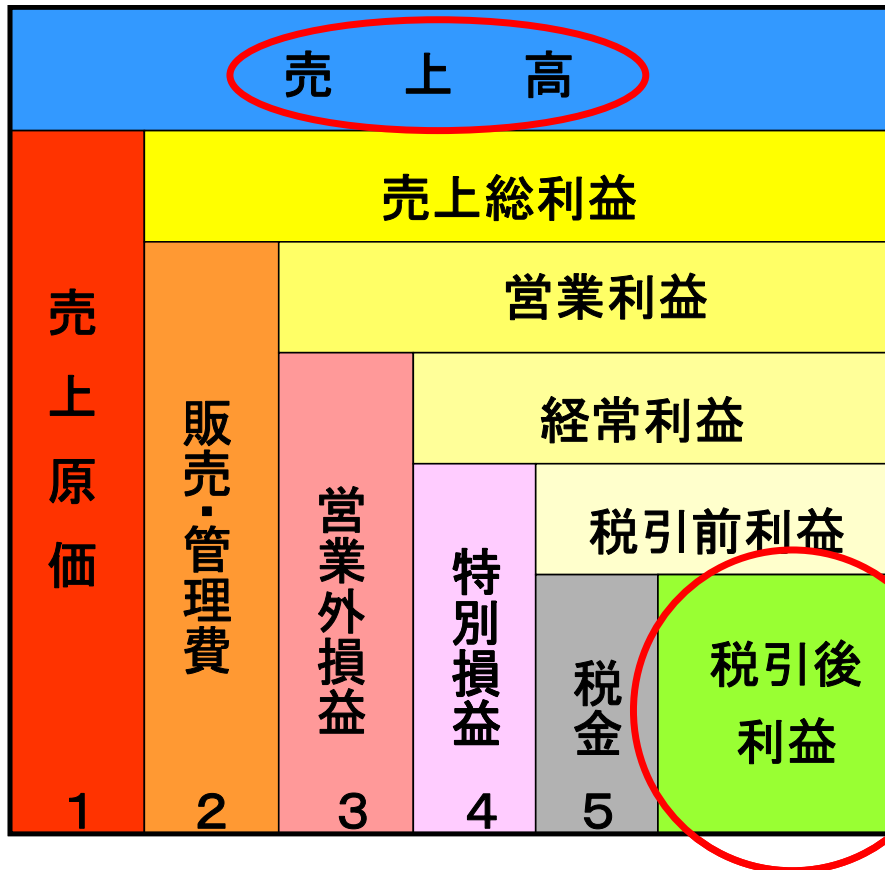 売上高
売上総利益
営業利益
経常利益
税引前利益
売上原価
販売・管理費
営業外損益
特別損益
税金
税引後
利益
1
2
3
4
5